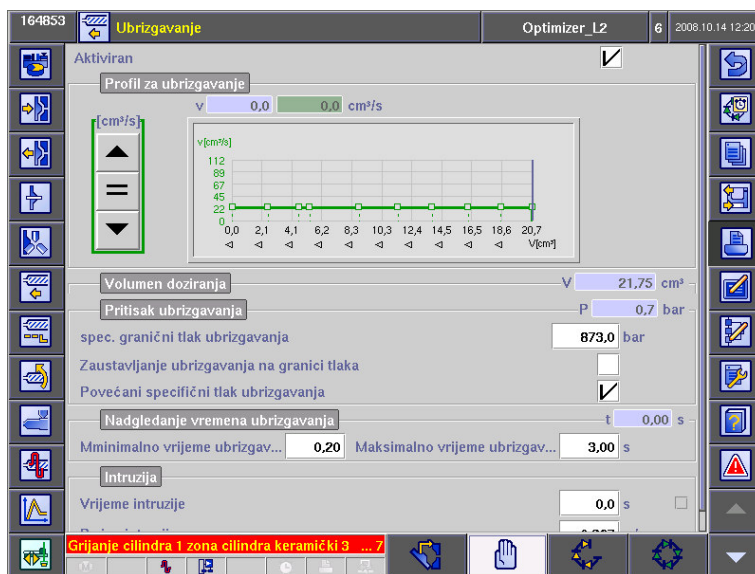 164853 Ubrizgavanje Optimizer_L2 6 2008.10.14 12:20
Aktiviran
Profil za ubrizgavanje
v 0,0 0,0 cm³/s
[cm³/s]
v[cm³/s]
112
89
67
45
22
0
0,0 2,1 4,1 6,2 8,3 10,3 12,4 14,5 16,5 18,6 20,7
V[cm³]
Volumen doziranja V 21,75 cm³
Pritisak ubrizgavanja P 0,7 bar
spec. granični tlak ubrizgavanja 873,0 bar
Zaustavljanje ubrizgavanja na granici tlaka
Povećani specifični tlak ubrizgavanja
Nadgledanje vremena ubrizgavanja t 0,00 s
Mminimalno vrijeme ubrizgav... 0,20 Maksimalno vrijeme ubrizgav... 3,00 s
Intruzija
Vrijeme intruzije 0,0 s
Grijanje cilindra 1 zona cilindra keramički 3 ... 7